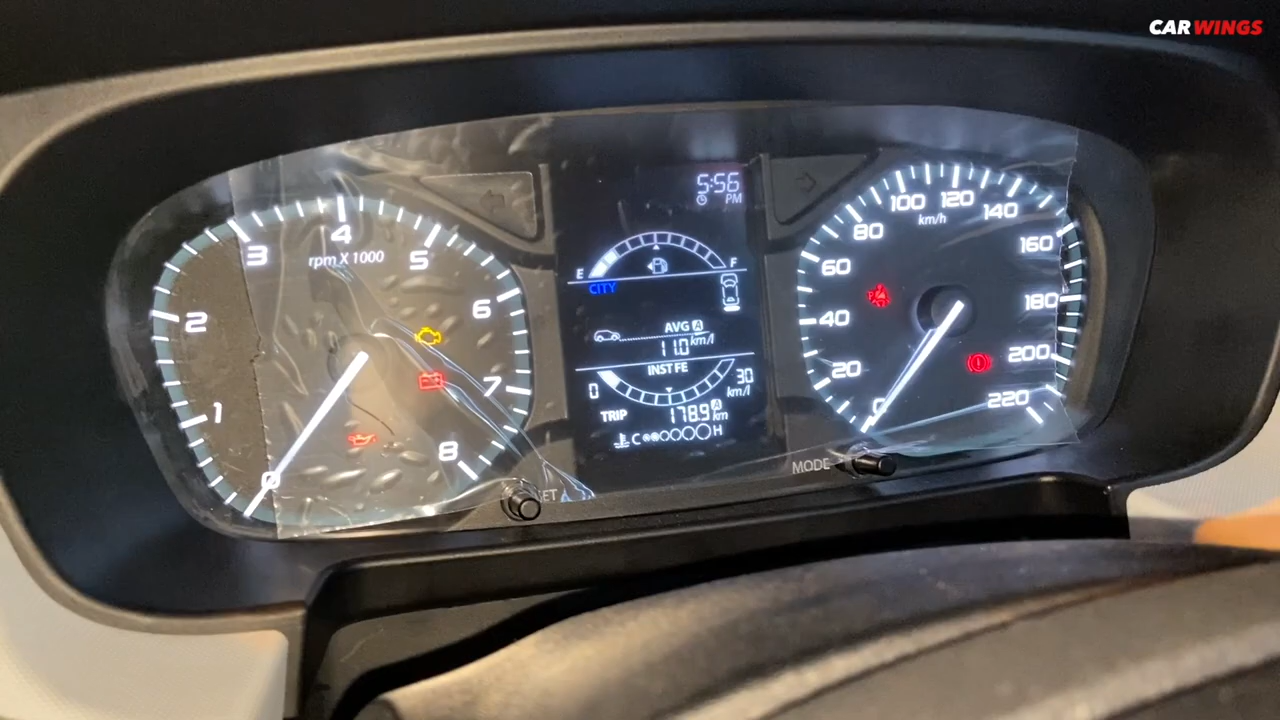 CARWINGS
5:56
PM
1
2
3
4
5
6
7
8
0
rpm X 1000
E F
CITY
AVG A
11.0 km/l
INST FE
0 30
km/l
TRIP 178.9 A km
C H
0
20
40
60
80
100
120
140
160
180
200
220
km/h
MODE